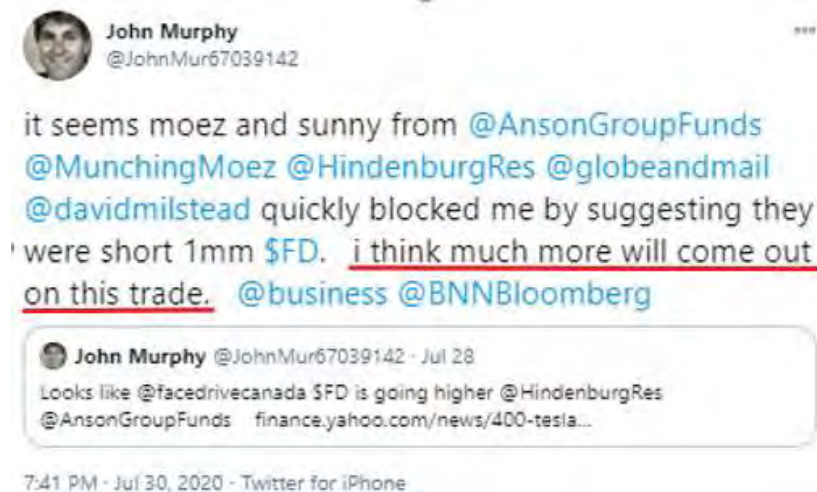 John Murphy
@JohnMur67039142
it seems moez and sunny from @AnsonGroupFunds
@MunchingMoez @HindenburgRes @globeandmail
@davidmilstead quickly blocked me by suggesting they
were short 1mm $FD. i think much more will come out
on this trade. @business @BNNBloomberg
John Murphy @JohnMur67039142 · Jul 28
Looks like @facedrivecanada $FD is going higher @HindenburgRes
@AnsonGroupFunds finance.yahoo.com/news/400-tesla...
7:41 PM · Jul 30, 2020 · Twitter for iPhone